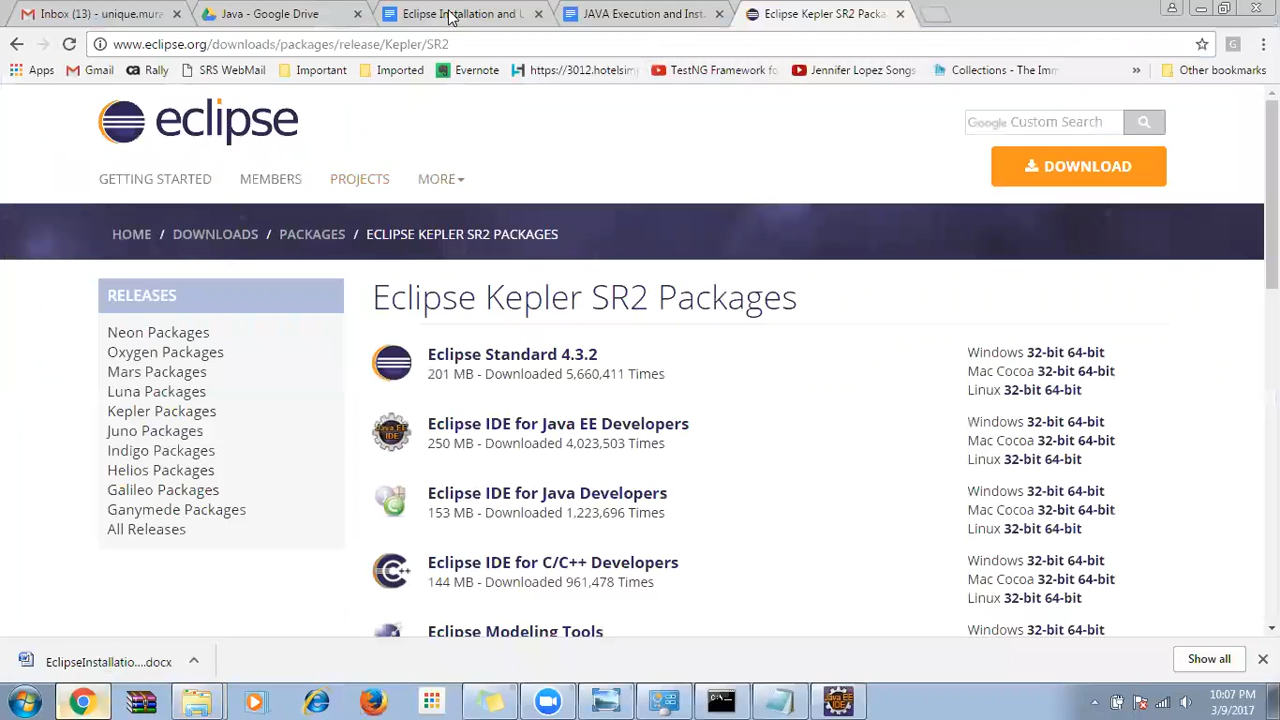 Inbox (13) - unique.mura
Java - Google Drive
Eclipse Installation and U
JAVA Execution and Inst
Eclipse Kepler SR2 Packa
www.eclipse.org/downloads/packages/release/Kepler/SR2
Apps
Gmail
Rally
SRS WebMail
Important
Imported
Evernote
https://3012.hotelsim
TestNG Framework fo
Jennifer Lopez Songs
Collections - The Imm
»
Other bookmarks
eclipse
Google Custom Search
DOWNLOAD
GETTING STARTED
MEMBERS
PROJECTS
MORE
HOME / DOWNLOADS / PACKAGES / ECLIPSE KEPLER SR2 PACKAGES
RELEASES
Neon Packages
Oxygen Packages
Mars Packages
Luna Packages
Kepler Packages
Juno Packages
Indigo Packages
Helios Packages
Galileo Packages
Ganymede Packages
All Releases
Eclipse Kepler SR2 Packages
Eclipse Standard 4.3.2
201 MB - Downloaded 5,660,411 Times
Windows 32-bit 64-bit
Mac Cocoa 32-bit 64-bit
Linux 32-bit 64-bit
Java EE IDE
Eclipse IDE for Java EE Developers
250 MB - Downloaded 4,023,503 Times
Windows 32-bit 64-bit
Mac Cocoa 32-bit 64-bit
Linux 32-bit 64-bit
Eclipse IDE for Java Developers
153 MB - Downloaded 1,223,696 Times
Windows 32-bit 64-bit
Mac Cocoa 32-bit 64-bit
Linux 32-bit 64-bit
C++
Eclipse IDE for C/C++ Developers
144 MB - Downloaded 961,478 Times
Windows 32-bit 64-bit
Mac Cocoa 32-bit 64-bit
Linux 32-bit 64-bit
Eclipse Modeling Tools
Windows 32-bit 64-bit
EclipseInstallatio....docx
Show all
Java EE IDE
10:07 PM
3/9/2017